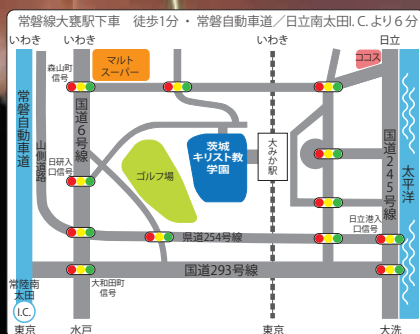 常磐線大甕駅下車　徒歩1分・常磐自動車道／日立南太田I.C.より6分
いわき
いわき
いわき
日立
森山町
信号
マルト
スーパー
ココス
常磐自動車道
山側道路
国道6号線
日研入
口信号
ゴルフ場
茨城
キリスト教
学園
大みか駅
国道245号線
太平洋
日立港入
口信号
県道254号線
国道293号線
常陸南
太田
I.C.
大和田町
信号
東京
水戸
東京
大洗